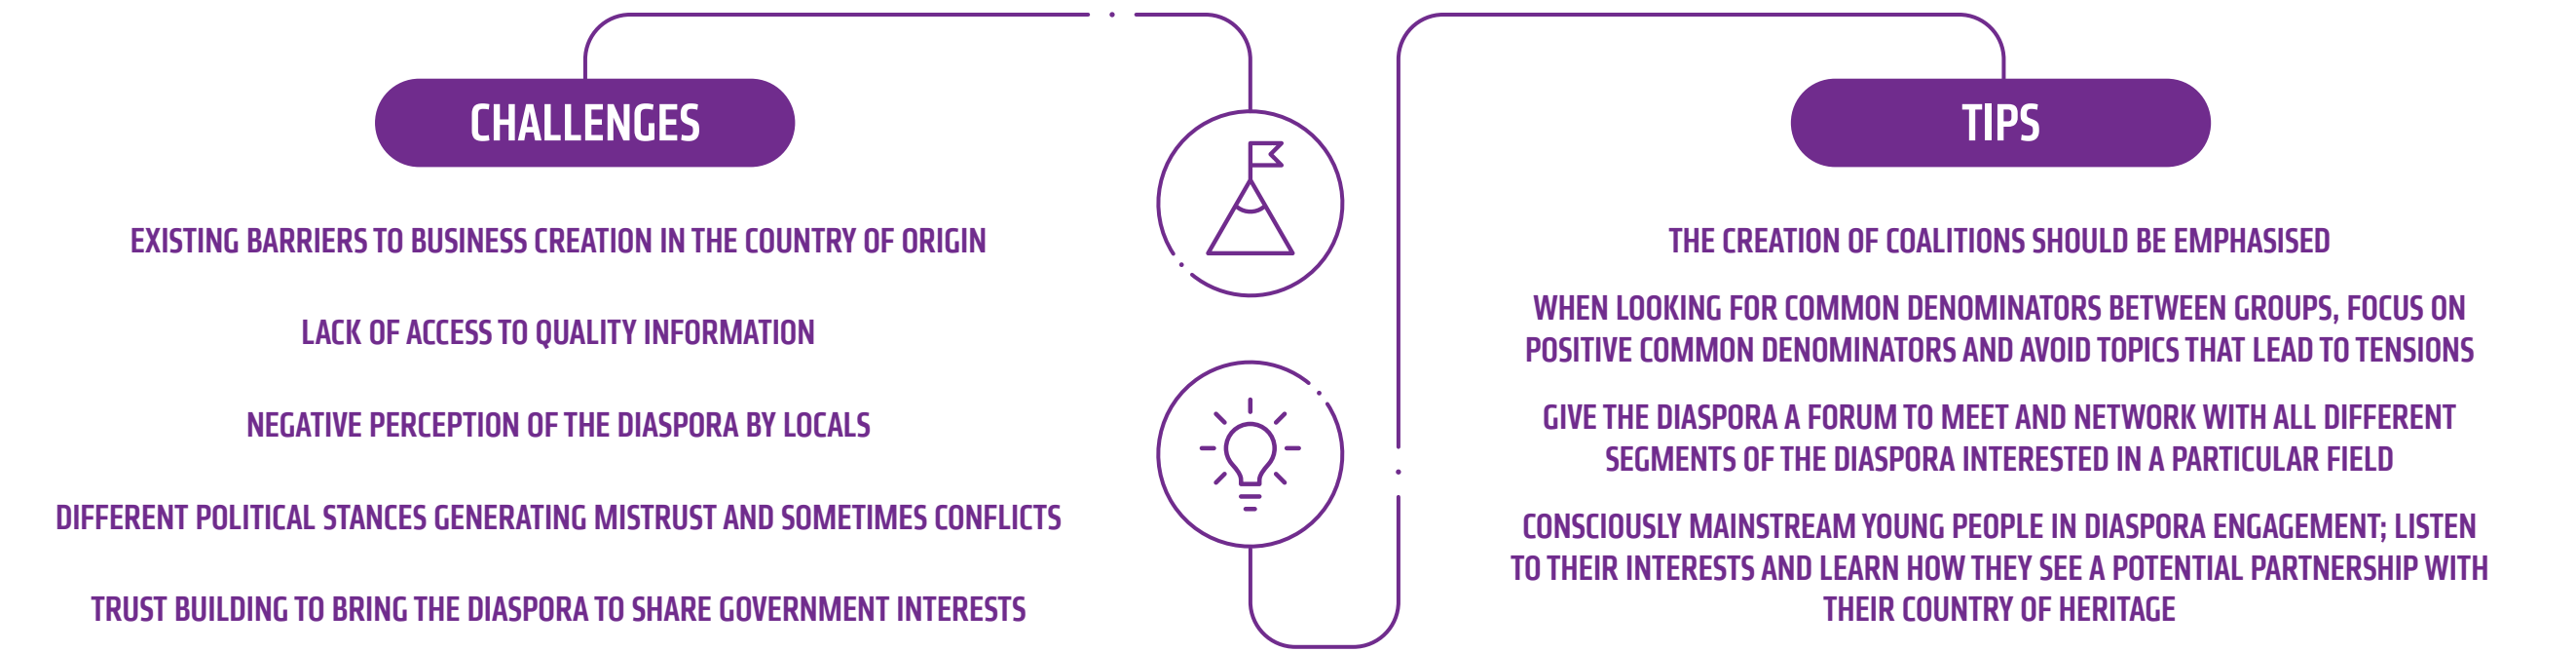 CHALLENGES
EXISTING BARRIERS TO BUSINESS CREATION IN THE COUNTRY OF ORIGIN
LACK OF ACCESS TO QUALITY INFORMATION
NEGATIVE PERCEPTION OF THE DIASPORA BY LOCALS
DIFFERENT POLITICAL STANCES GENERATING MISTRUST AND SOMETIMES CONFLICTS
TRUST BUILDING TO BRING THE DIASPORA TO SHARE GOVERNMENT INTERESTS
TIPS
THE CREATION OF COALITIONS SHOULD BE EMPHASISED
WHEN LOOKING FOR COMMON DENOMINATORS BETWEEN GROUPS, FOCUS ON
POSITIVE COMMON DENOMINATORS AND AVOID TOPICS THAT LEAD TO TENSIONS
GIVE THE DIASPORA A FORUM TO MEET AND NETWORK WITH ALL DIFFERENT
SEGMENTS OF THE DIASPORA INTERESTED IN A PARTICULAR FIELD
CONSCIOUSLY MAINSTREAM YOUNG PEOPLE IN DIASPORA ENGAGEMENT; LISTEN
TO THEIR INTERESTS AND LEARN HOW THEY SEE A POTENTIAL PARTNERSHIP WITH
THEIR COUNTRY OF HERITAGE